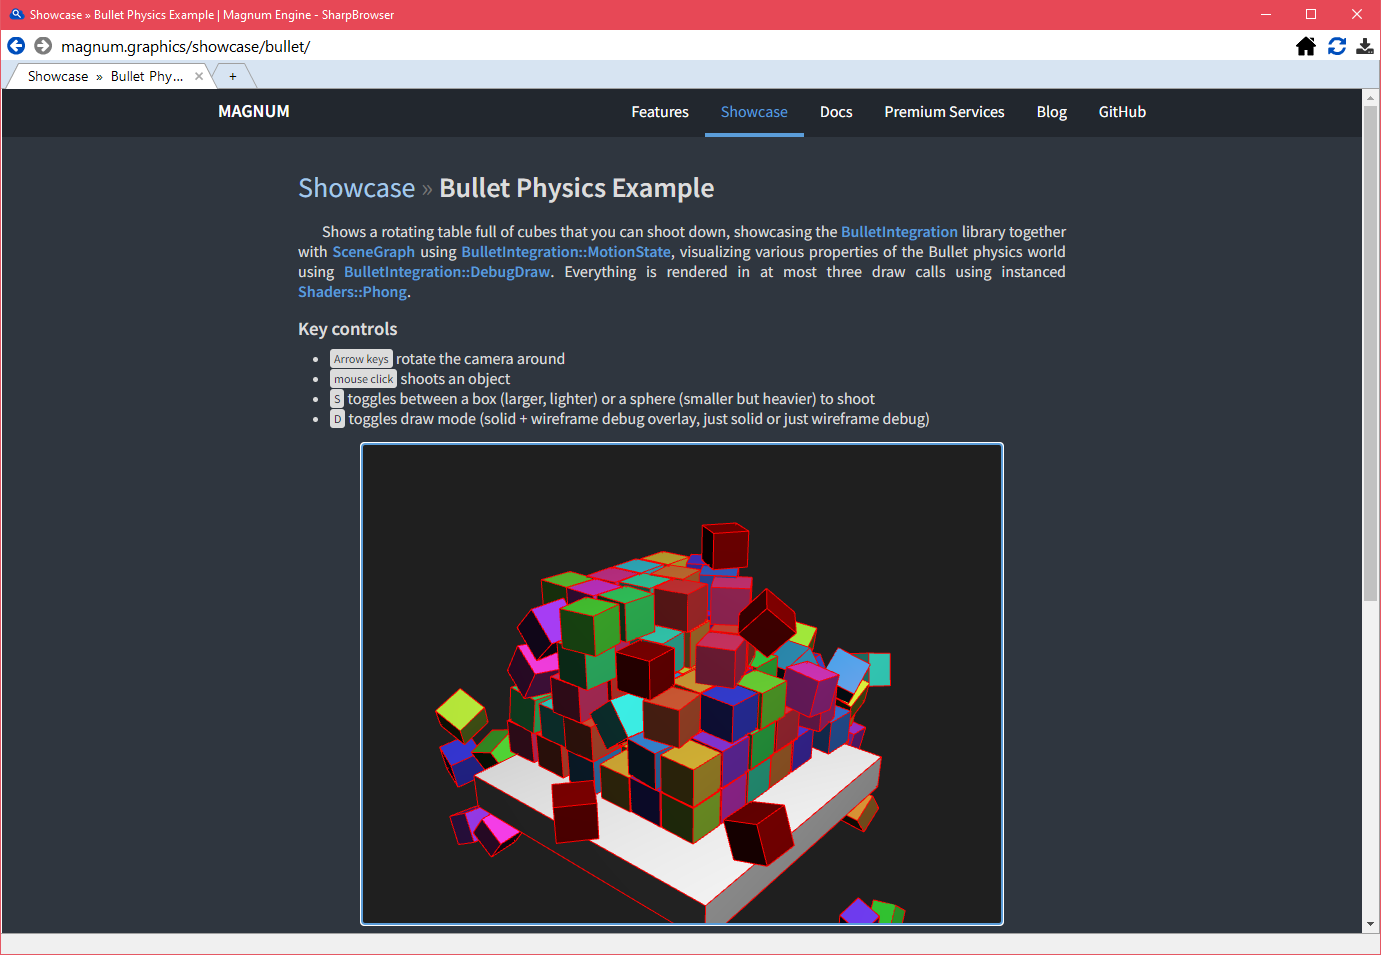 Showcase » Bullet Physics Example | Magnum Engine - SharpBrowser
magnum.graphics/showcase/bullet/
Showcase » Bullet Phy...
+
MAGNUM Features Showcase Docs Premium Services Blog GitHub
Showcase » Bullet Physics Example
Shows a rotating table full of cubes that you can shoot down, showcasing the BulletIntegration library together
with SceneGraph using BulletIntegration::MotionState, visualizing various properties of the Bullet physics world
using BulletIntegration::DebugDraw. Everything is rendered in at most three draw calls using instanced
Shaders::Phong.
Key controls
• Arrow keys rotate the camera around
• mouse click shoots an object
• S toggles between a box (larger, lighter) or a sphere (smaller but heavier) to shoot
• D toggles draw mode (solid + wireframe debug overlay, just solid or just wireframe debug)